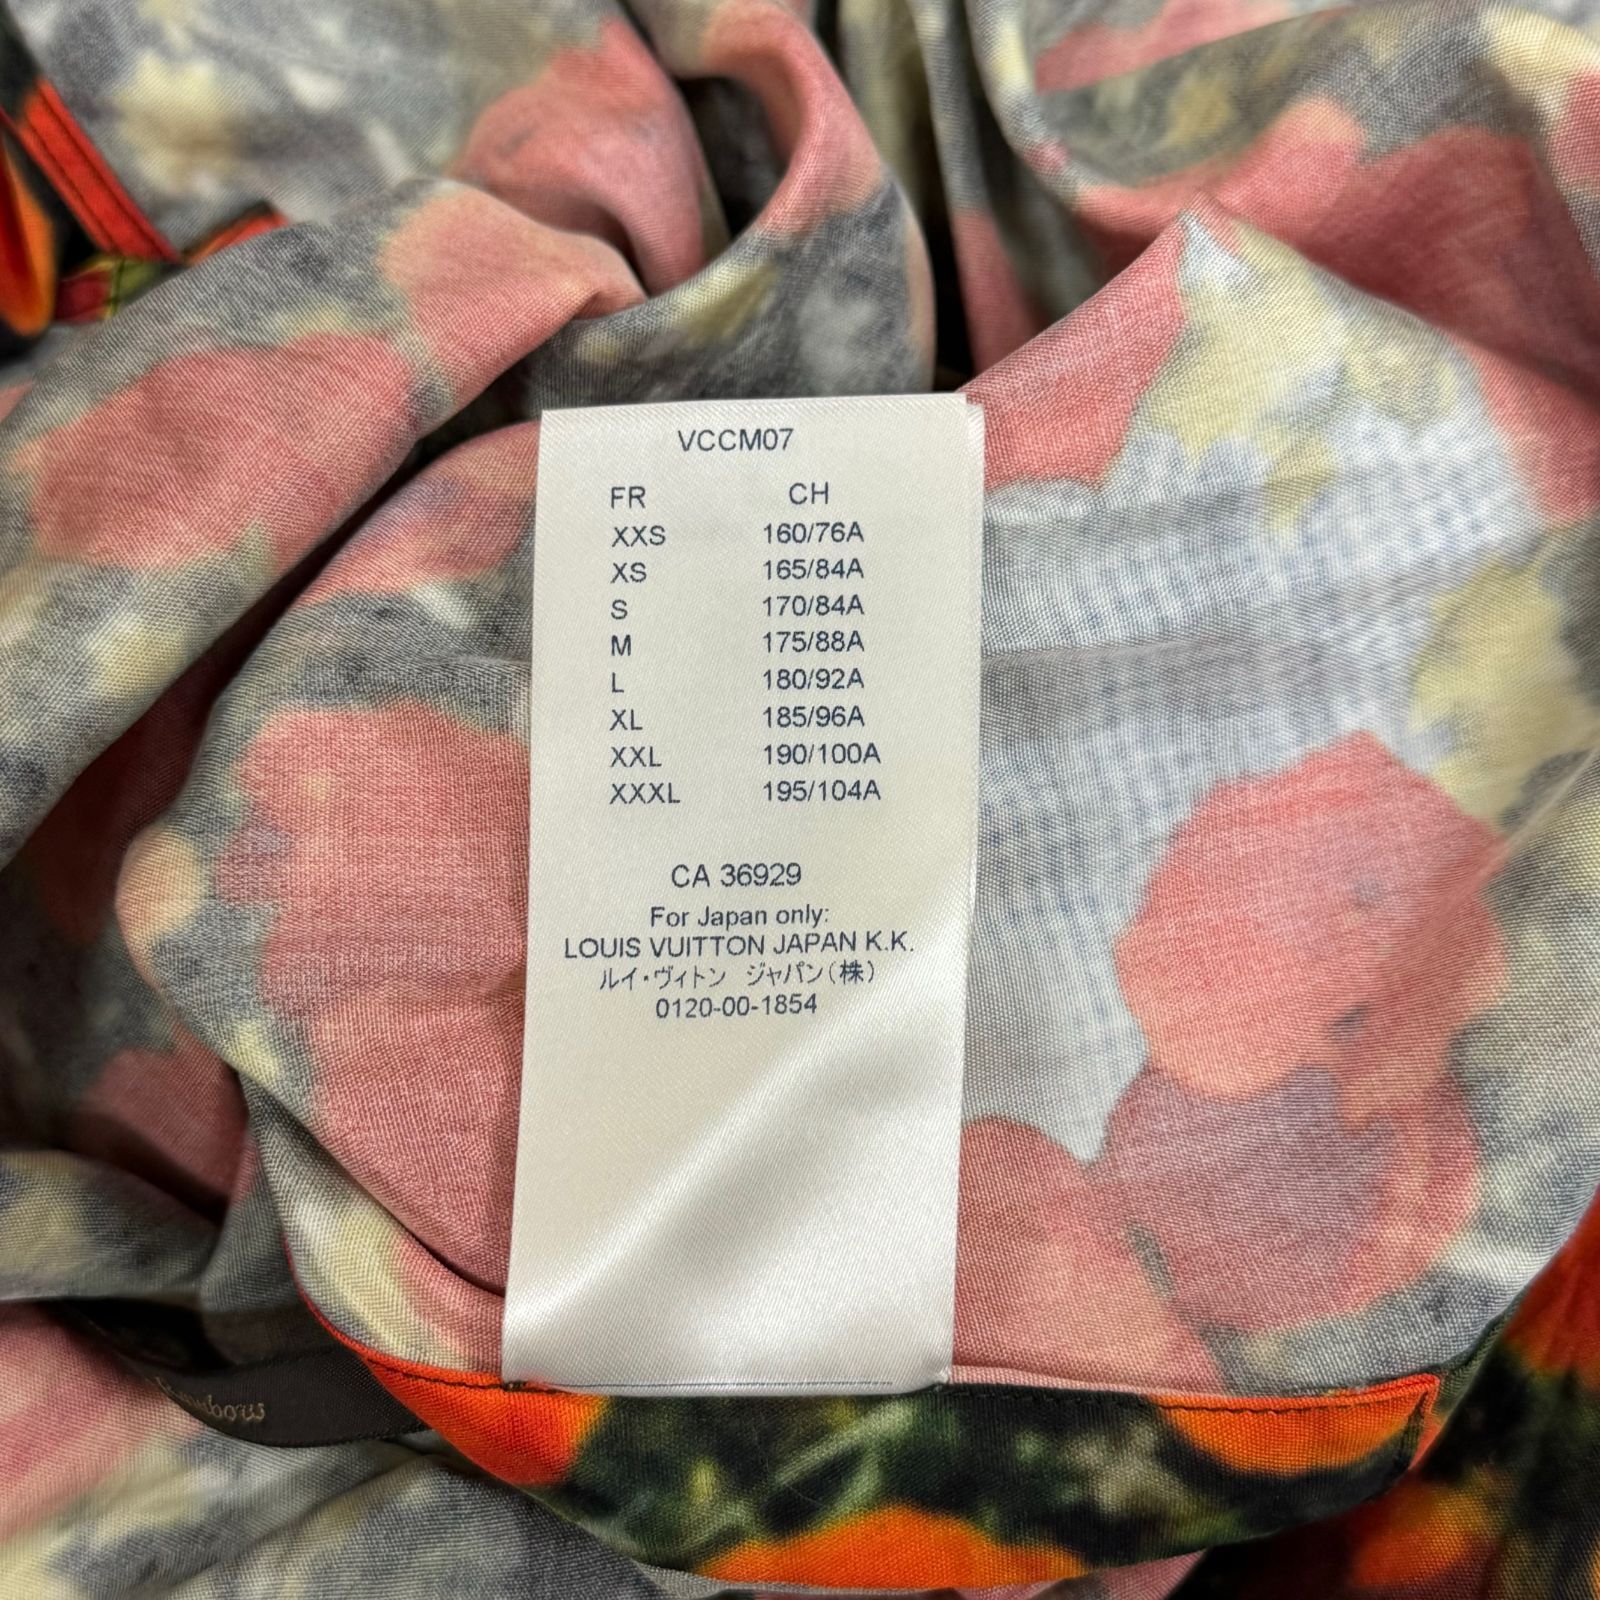 VCCM07
FR CH
XXS 160/76A
XS 165/84A
S 170/84A
M 175/88A
L 180/92A
XL 185/96A
XXL 190/100A
XXXL 195/104A
CA 36929
For Japan only:
LOUIS VUITTON JAPAN K.K.
ルイ・ヴィトン ジャパン(株)
0120-00-1854